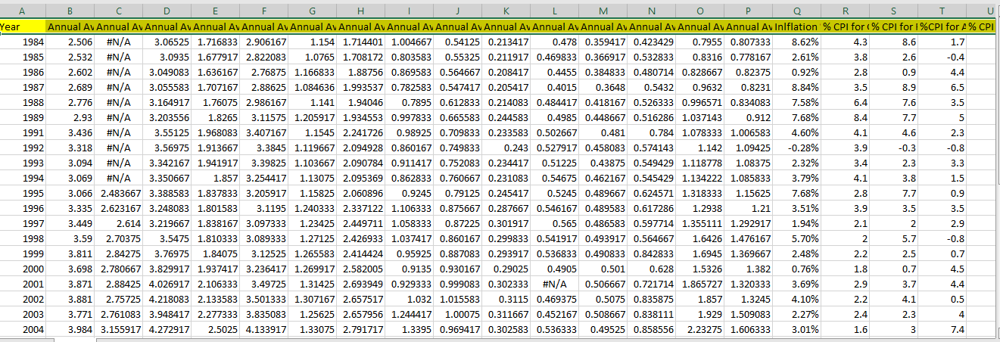 A B C D E F G H I J K L M N O P Q R S T U
Year Annual Av Annual Av Annual Av Annual Av Annual Av Annual Av Annual Av Annual Av Annual Av Annual Av Annual Av Annual Av Annual Av Annual Av Annual Av Inlflation % CPI for % CPI for %CPI for % CPI
1984 2.506 #N/A 3.06525 1.716833 2.906167 1.154 1.714401 1.004667 0.54125 0.213417 0.478 0.359417 0.423429 0.7955 0.807333 8.62% 4.3 8.6 1.7
1985 2.532 #N/A 3.0935 1.677917 2.822083 1.0765 1.708172 0.803583 0.55325 0.211917 0.469833 0.366917 0.532833 0.8316 0.778167 2.61% 3.8 2.6 -0.4
1986 2.602 #N/A 3.049083 1.636167 2.76875 1.166833 1.88756 0.869583 0.564667 0.208417 0.4455 0.384833 0.480714 0.828667 0.82375 0.92% 2.8 0.9 4.4
1987 2.689 #N/A 3.055583 1.707167 2.88625 1.084636 1.993537 0.782583 0.547417 0.205417 0.4015 0.3648 0.5432 0.9632 0.8231 8.84% 3.5 8.9 6.5
1988 2.776 #N/A 3.164917 1.76075 2.986167 1.141 1.94046 0.7895 0.612833 0.214083 0.484417 0.418167 0.526333 0.996571 0.834083 7.58% 6.4 7.6 3.5
1989 2.93 #N/A 3.203556 1.8265 3.11575 1.205917 1.934553 0.997833 0.665583 0.244583 0.4985 0.448667 0.516286 1.037143 0.912 7.68% 8.4 7.7 5
1991 3.436 #N/A 3.55125 1.968083 3.407167 1.1545 2.241726 0.98925 0.709833 0.233583 0.502667 0.481 0.784 1.078333 1.006583 4.60% 4.1 4.6 2.3
1992 3.318 #N/A 3.56975 1.913667 3.3845 1.119667 2.094928 0.860167 0.749833 0.243 0.527917 0.458083 0.574143 1.142 1.09425 -0.28% 3.9 -0.3 -0.8
1993 3.094 #N/A 3.342167 1.941917 3.39825 1.103667 2.090784 0.911417 0.752083 0.234417 0.51225 0.43875 0.549429 1.118778 1.08375 2.32% 3.4 2.3 3.3
1994 3.069 #N/A 3.350667 1.857 3.254417 1.13075 2.095369 0.862833 0.760667 0.231083 0.54675 0.462167 0.545429 1.134222 1.085833 3.79% 4.1 3.8 1.5
1995 3.066 2.483667 3.388583 1.837833 3.205917 1.15825 2.060896 0.9245 0.79125 0.245417 0.5245 0.489667 0.624571 1.318333 1.15625 7.68% 2.8 7.7 0.9
1996 3.335 2.623167 3.248083 1.801583 3.1195 1.240333 2.337122 1.106333 0.875667 0.287667 0.546167 0.489583 0.617286 1.2938 1.21 3.51% 3.9 3.5 3.5
1997 3.449 2.614 3.219667 1.838167 3.097333 1.23425 2.449711 1.058333 0.87225 0.301917 0.565 0.486583 0.597714 1.355111 1.292917 1.94% 2.1 2 2.9
1998 3.59 2.70375 3.5475 1.810333 3.089333 1.27125 2.426933 1.037417 0.860167 0.299833 0.541917 0.493917 0.564667 1.6426 1.476167 5.70% 2 5.7 -0.8
1999 3.811 2.84275 3.76975 1.84075 3.12525 1.265583 2.414424 0.95925 0.887083 0.293917 0.536833 0.490833 0.842833 1.6945 1.369667 2.48% 2.2 2.5 0.7
2000 3.698 2.780667 3.829917 1.937417 3.236417 1.269917 2.582005 0.9135 0.930167 0.29025 0.4905 0.501 0.628 1.5326 1.382 0.76% 1.8 0.7 4.5
2001 3.871 2.88425 4.026917 2.106333 3.49725 1.31425 2.693949 0.929333 0.999083 0.302333 #N/A 0.506667 0.721714 1.865727 1.320333 3.69% 2.9 3.7 4.4
2002 3.881 2.75725 4.218083 2.133583 3.501333 1.307167 2.657517 1.032 1.015583 0.3115 0.469375 0.5075 0.835875 1.857 1.3245 4.10% 2.2 4.1 0.5
2003 3.771 2.761083 3.948417 2.277333 3.835083 1.25625 2.657956 1.244417 1.00075 0.311667 0.452167 0.508667 0.838111 1.929 1.509083 2.27% 2.4 2.3 4
2004 3.984 3.155917 4.272917 2.5025 4.133917 1.33075 2.791717 1.3395 0.969417 0.302583 0.536333 0.49525 0.858556 2.23275 1.606333 3.01% 1.6 3 7.4